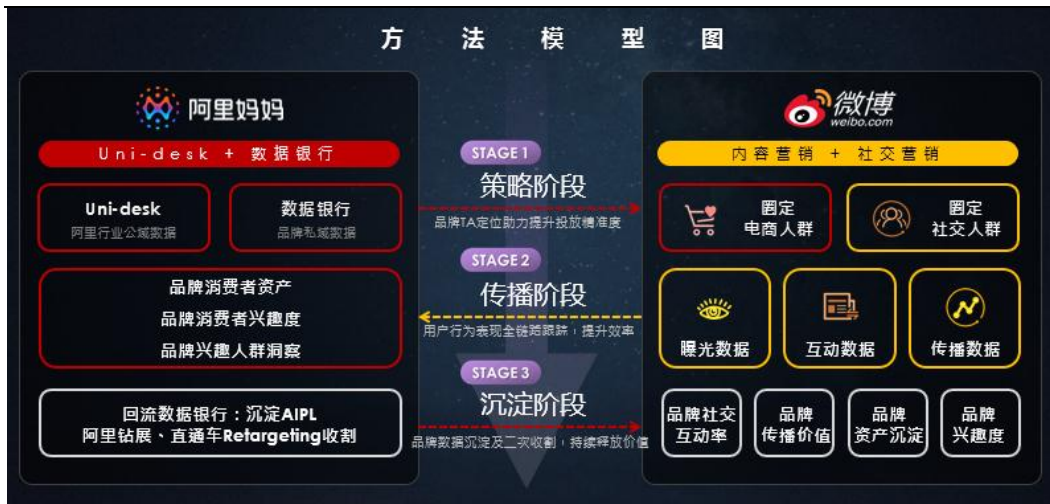 方法模型图
阿里妈妈
Uni-desk + 数据银行
Uni-desk
阿里行业公域数据
数据银行
品牌私域数据
品牌消费者资产
品牌消费者兴趣度
品牌兴趣人群洞察
回流数据银行：沉淀AIPL
阿里钻展、直通车Retargeting收割
STAGE 1
策略阶段
品牌TA定位助力提升投放精准度
STAGE 2
传播阶段
用户行为表现全链路跟踪，提升效率
STAGE 3
沉淀阶段
品牌数据沉淀及二次收割，持续释放价值
微博
weibo.com
内容营销 + 社交营销
圈定
电商人群
圈定
社交人群
曝光数据
互动数据
传播数据
品牌社交
互动率
品牌
传播价值
品牌
资产沉淀
品牌
兴趣度